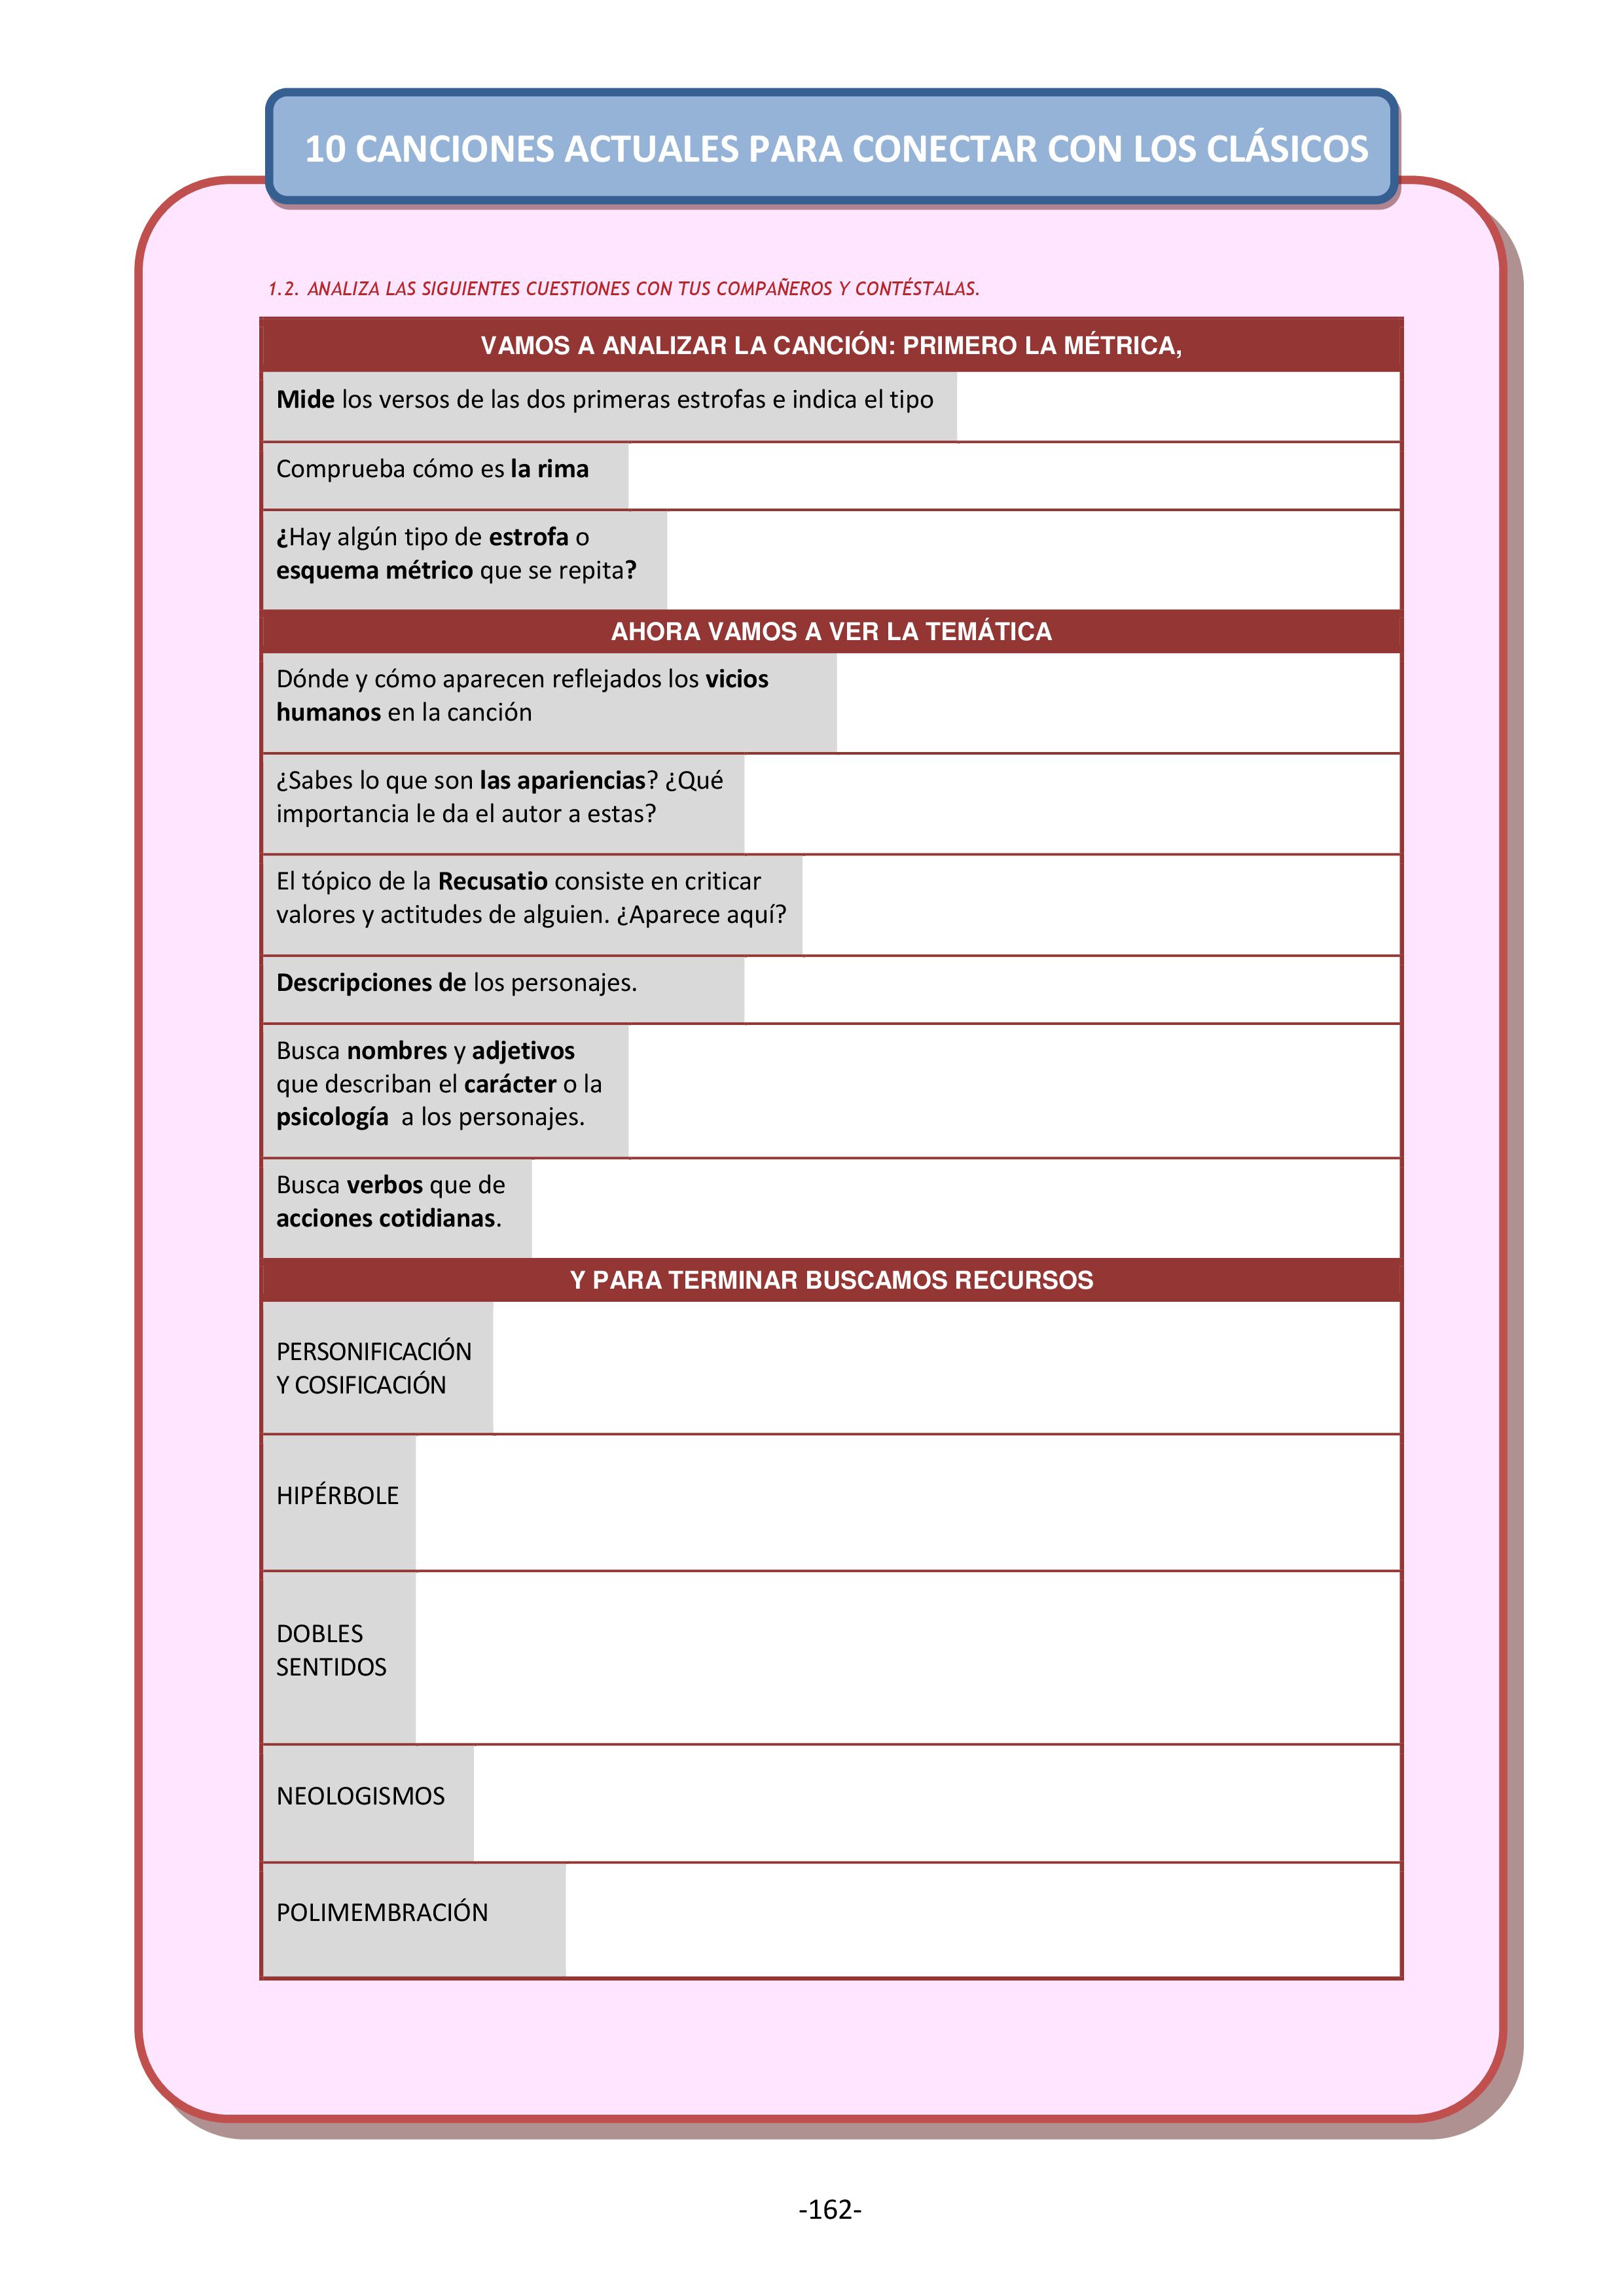 10 CANCIONES ACTUALES PARA CONECTAR CON LOS CLÁSICOS
1.2. ANALIZA LAS SIGUIENTES CUESTIONES CON TUS COMPAÑEROS Y CONTÉSTALAS.
VAMOS A ANALIZAR LA CANCIÓN: PRIMERO LA MÉTRICA,
Mide los versos de las dos primeras estrofas e indica el tipo
Comprueba cómo es la rima
¿Hay algún tipo de estrofa o
esquema métrico que se repita?
AHORA VAMOS A VER LA TEMÁTICA
Dónde y cómo aparecen reflejados los vicios
humanos en la canción
¿Sabes lo que son las apariencias? ¿Qué
importancia le da el autor a estas?
El tópico de la Recusatio consiste en criticar
valores y actitudes de alguien. ¿Aparece aquí?
Descripciones de los personajes.
Busca nombres y adjetivos
que describan el carácter o la
psicología a los personajes.
Busca verbos que de
acciones cotidianas.
Y PARA TERMINAR BUSCAMOS RECURSOS
PERSONIFICACIÓN
Y COSIFICACIÓN
HIPÉRBOLE
DOBLES
SENTIDOS
NEOLOGISMOS
POLIMEMBRACIÓN
-162-